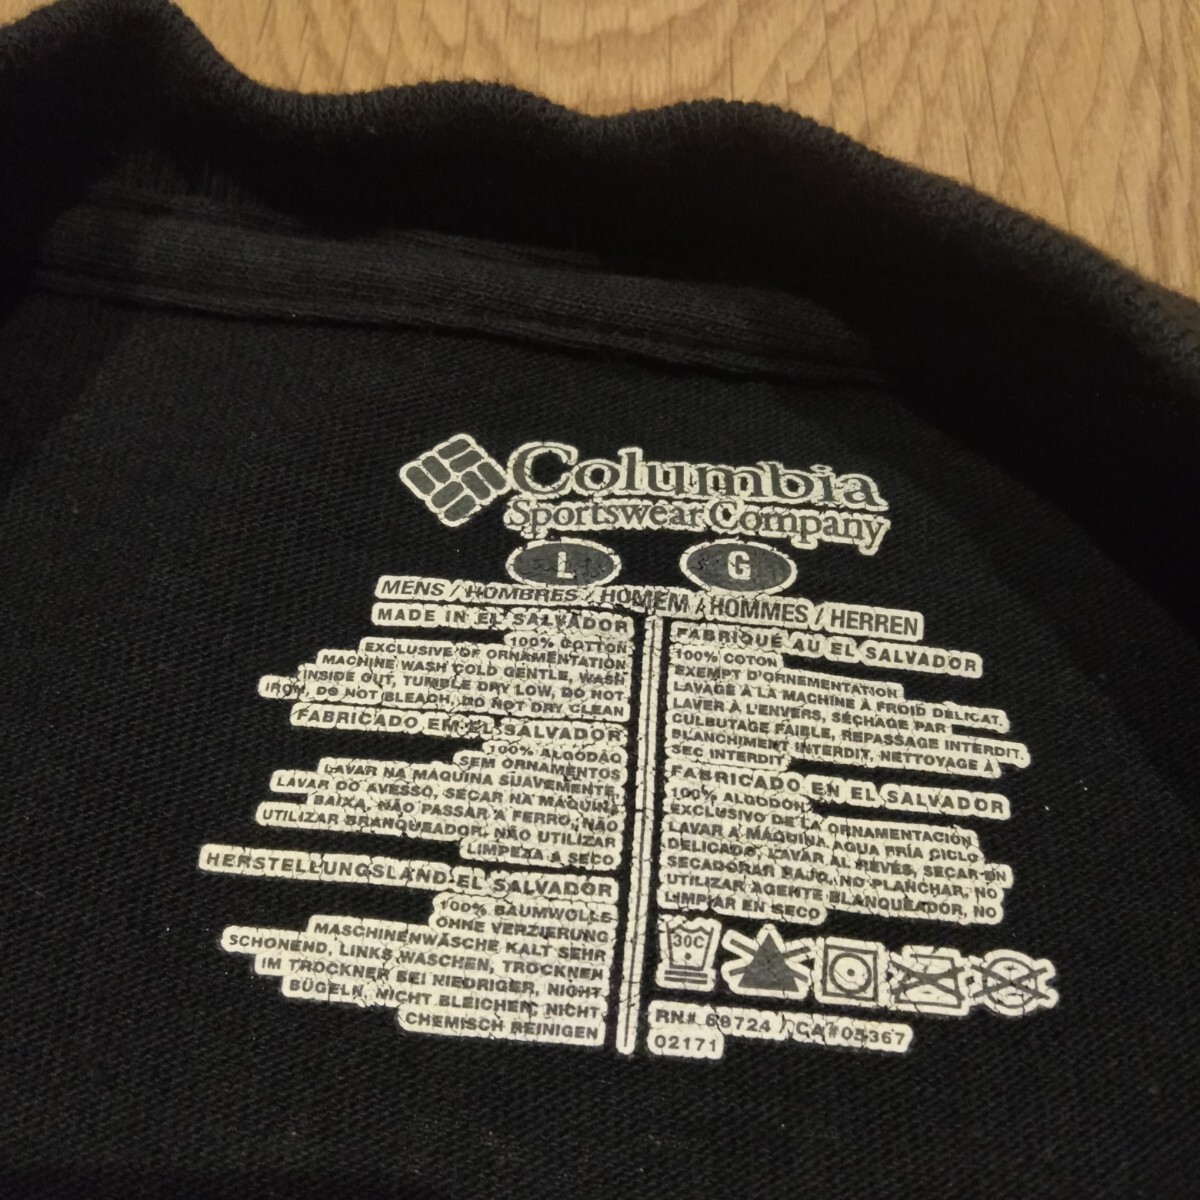 Columbia
Sportswear Company
L G
MENS / HOMBRES / HOMEM / HOMMES / HERREN
MADE IN EL SALVADOR
100% COTTON
EXCLUSIVE OF ORNAMENTATION
MACHINE WASH COLD GENTLE, WASH
INSIDE OUT, TUMBLE DRY LOW, DO NOT
IRON, DO NOT BLEACH, DO NOT DRY CLEAN
FABRICADO EM EL SALVADOR
100% ALGODÃO
SEM ORNAMENTOS
LAVAR NA MÁQUINA SUAVEMENTE,
LAVAR DO AVESSO, SECAR NA MÁQUINA
BAIXA, NÃO PASSAR A FERRO, NÃO
UTILIZAR BRANQUEADOR, NÃO UTILIZAR
LIMPEZA A SECO
HERSTELLUNGSLAND EL SALVADOR
100% BAUMWOLLE
OHNE VERZIERUNG
MASCHINENWÄSCHE KALT SEHR
SCHONEND, LINKS WASCHEN, TROCKNEN
IM TROCKNER BEI NIEDRIGER, NICHT
BÜGELN, NICHT BLEICHEN, NICHT
CHEMISCH REINIGEN
FABRIQUÉ AU EL SALVADOR
100% COTON
EXEMPT D'ORNEMENTATION
LAVAGE À LA MACHINE À FROID DÉLICAT,
LAVER À L'ENVERS, SÉCHAGE PAR
CULBUTAGE FAIBLE, REPASSAGE INTERDIT,
BLANCHIMENT INTERDIT, NETTOYAGE À
SEC INTERDIT
FABRICADO EN EL SALVADOR
100% ALGODON
EXCLUSIVO DE LA ORNAMENTACIÓN
LAVAR A MÁQUINA AGUA FRÍA CICLO
DELICADO, LAVAR AL REVÉS, SECAR EN
SECADORAR BAJO, NO PLANCHAR, NO
UTILIZAR AGENTE BLANQUEADOR, NO
LIMPIAR EN SECO
30C
RN# 69724 / CA#05367
02171